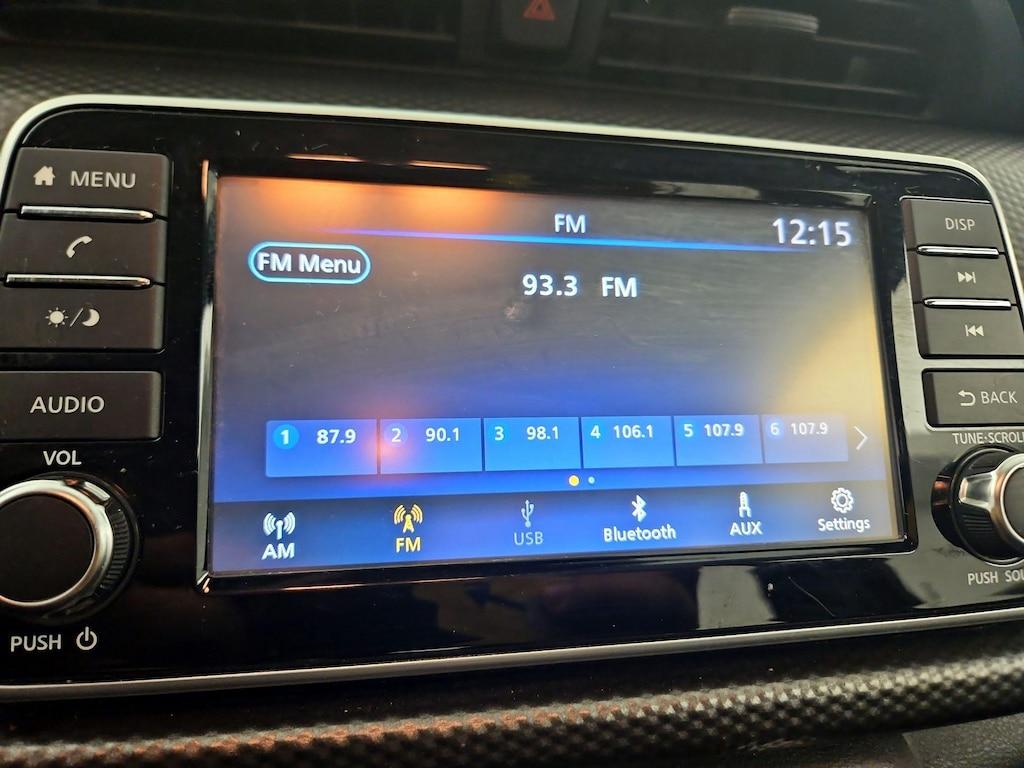 MENU
AUDIO
VOL
PUSH
FM
12:15
FM Menu
93.3 FM
1 87.9
2 90.1
3 98.1
4 106.1
5 107.9
6 107.9
AM
FM
USB
Bluetooth
AUX
Settings
DISP
BACK
TUNE·SCROLL
PUSH SOU